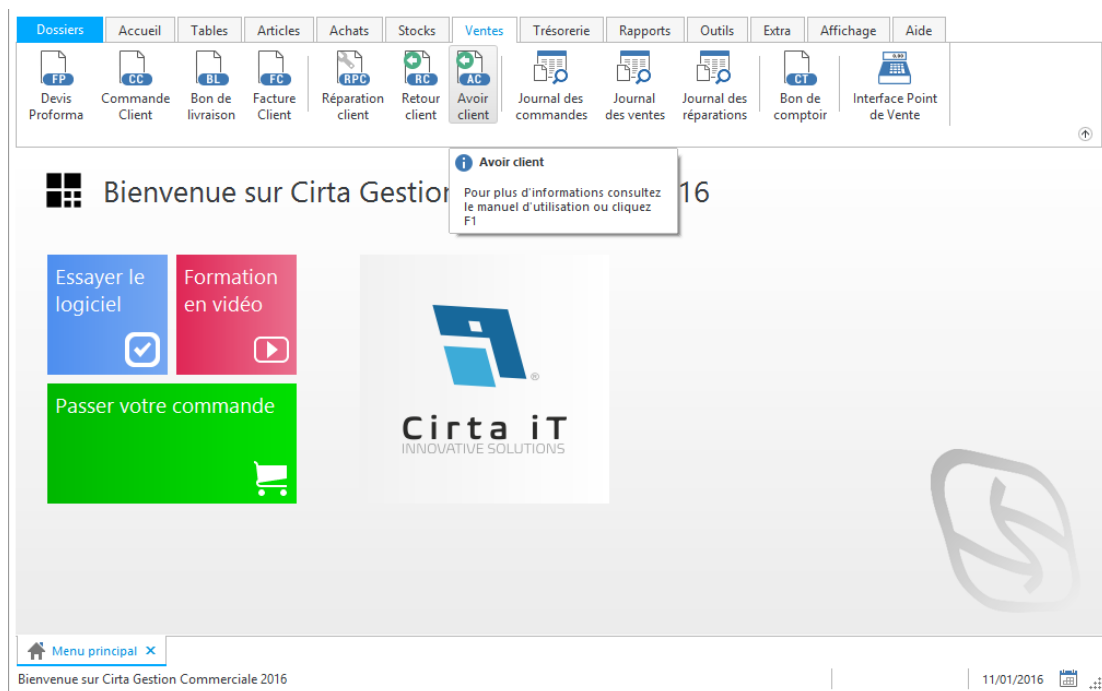 Dossiers Accueil Tables Articles Achats Stocks Ventes Trésorerie Rapports Outils Extra Affichage Aide
FP CC BL FC RPC RC AC CT 0.00
Devis Commande Bon de Facture Réparation Retour Avoir Journal des Journal Journal des Bon de Interface Point
Proforma Client livraison Client client client client commandes des ventes réparations comptoir de Vente
Avoir client
Pour plus d'informations consultez
le manuel d'utilisation ou cliquez
F1
Bienvenue sur Cirta Gestion 16
Essayer le
logiciel
Formation
en vidéo
Passer votre commande
®
Cirta iT
INNOVATIVE SOLUTIONS
Menu principal ×
Bienvenue sur Cirta Gestion Commerciale 2016 11/01/2016